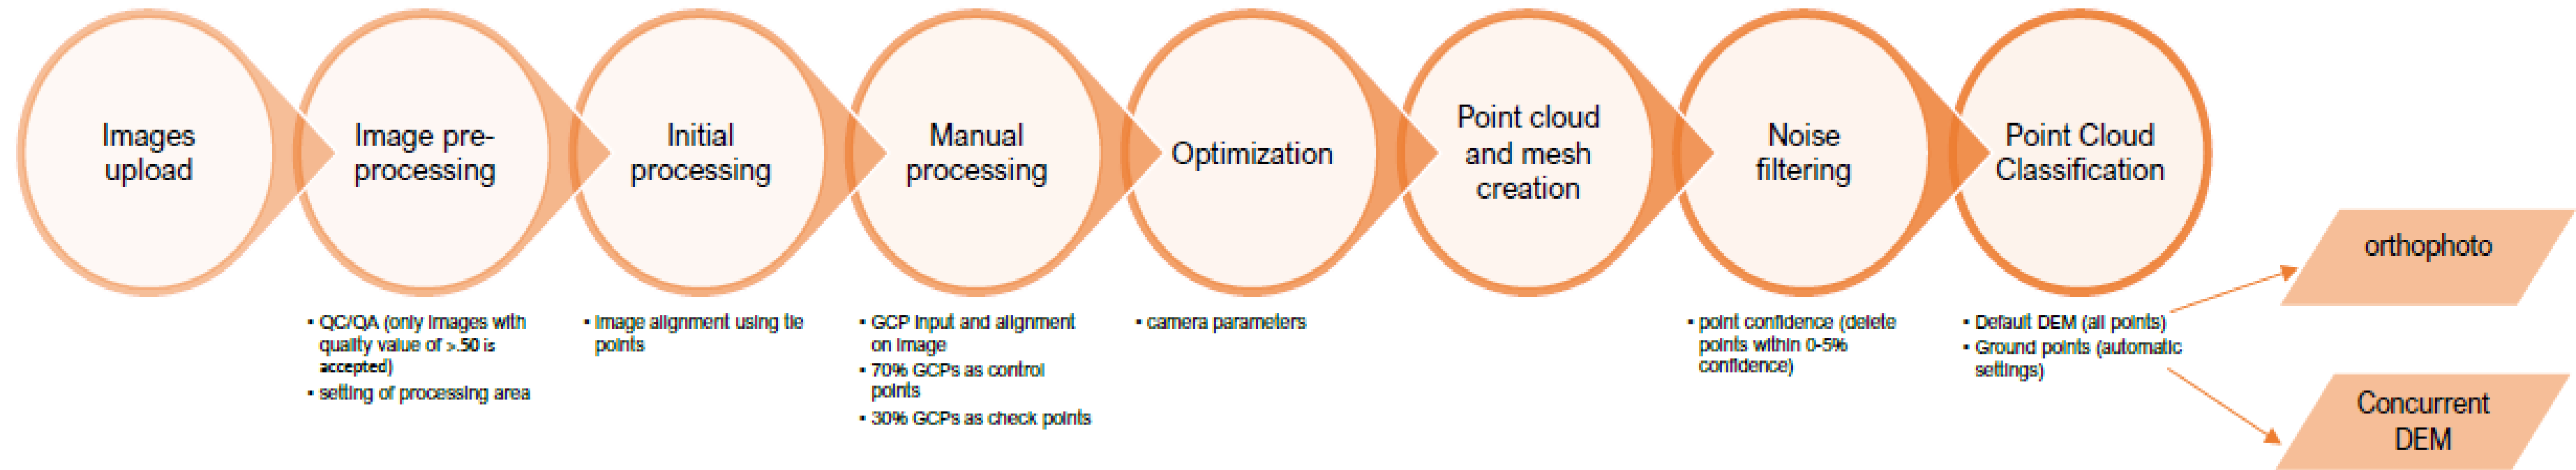 Images
upload
Image pre-
processing
Initial
processing
Manual
processing
Optimization
Point cloud
and mesh
creation
Noise
filtering
Point Cloud
Classification
▪ QC/QA (only images with
quality value of >.50 is
accepted)
▪ setting of processing area
▪ image alignment using tie
points
▪ GCP input and alignment
on image
▪ 70% GCPs as control
points
▪ 30% GCPs as check points
▪ camera parameters
▪ point confidence (delete
points within 0-5%
confidence)
▪ Default DEM (all points)
▪ Ground points (automatic
settings)
orthophoto
Concurrent
DEM